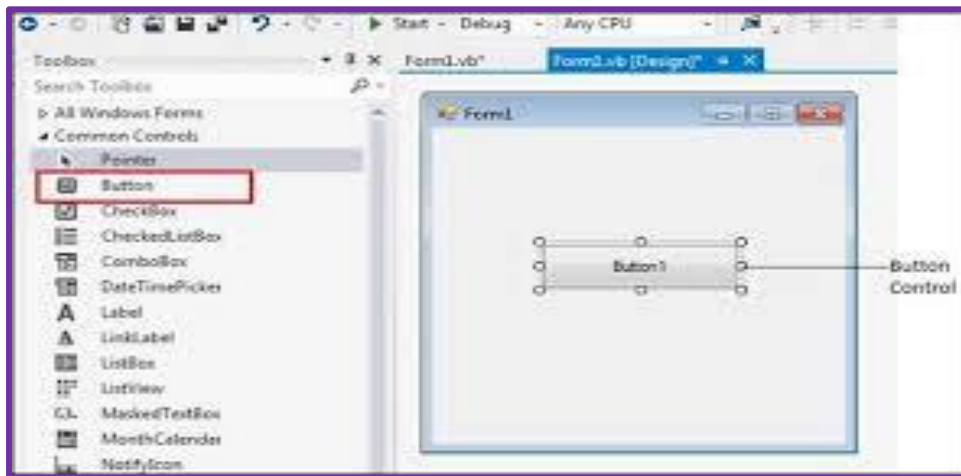 Start - Debug - Any CPU
Toolbox
Form1.vb*
Form1.vb [Design]*
Search Toolbox
All Windows Forms
Common Controls
Pointer
Button
CheckBox
CheckedListBox
ComboBox
DateTimePicker
Label
LinkLabel
ListBox
ListView
MaskedTextBox
MonthCalendar
NotifyIcon
Form1
Button1
Button
Control